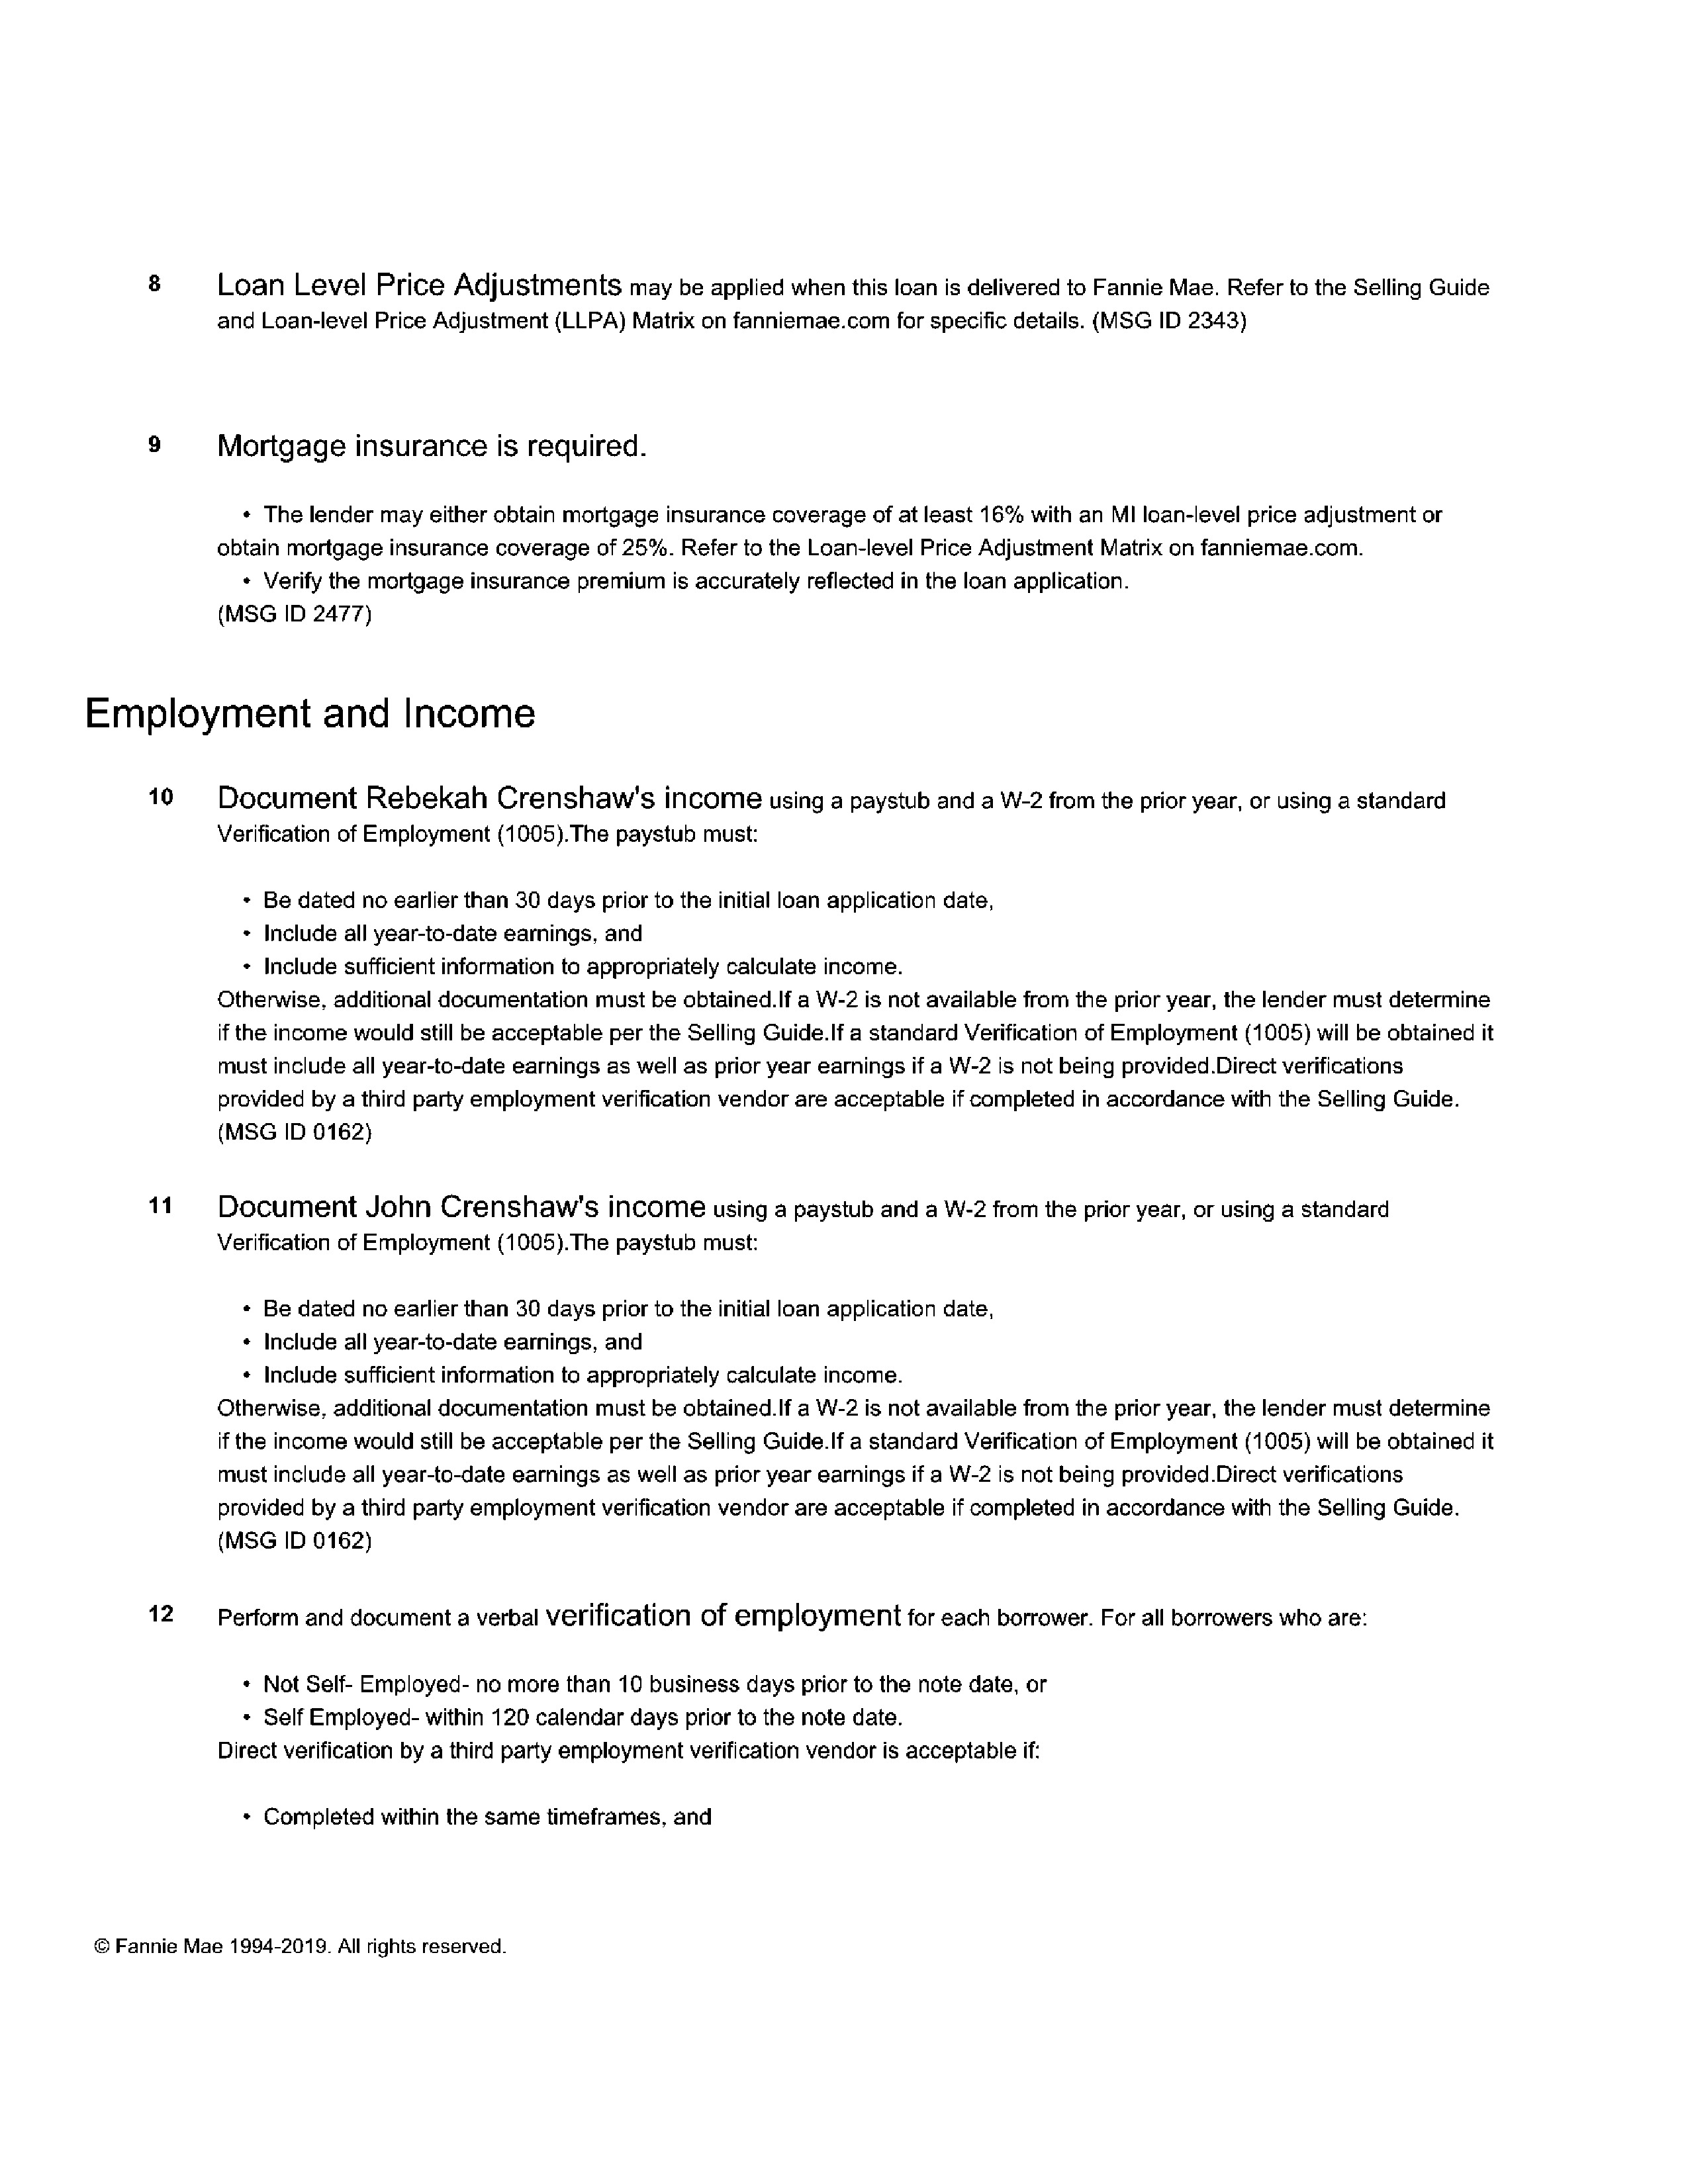 8 Loan Level Price Adjustments may be applied when this loan is delivered to Fannie Mae. Refer to the Selling Guide
and Loan-level Price Adjustment (LLPA) Matrix on fanniemae.com for specific details. (MSG ID 2343)
9 Mortgage insurance is required.
• The lender may either obtain mortgage insurance coverage of at least 16% with an MI loan-level price adjustment or
obtain mortgage insurance coverage of 25%. Refer to the Loan-level Price Adjustment Matrix on fanniemae.com.
• Verify the mortgage insurance premium is accurately reflected in the loan application.
(MSG ID 2477)
Employment and Income
10 Document Rebekah Crenshaw's income using a paystub and a W-2 from the prior year, or using a standard
Verification of Employment (1005).The paystub must:
• Be dated no earlier than 30 days prior to the initial loan application date,
• Include all year-to-date earnings, and
• Include sufficient information to appropriately calculate income.
Otherwise, additional documentation must be obtained.If a W-2 is not available from the prior year, the lender must determine
if the income would still be acceptable per the Selling Guide.If a standard Verification of Employment (1005) will be obtained it
must include all year-to-date earnings as well as prior year earnings if a W-2 is not being provided.Direct verifications
provided by a third party employment verification vendor are acceptable if completed in accordance with the Selling Guide.
(MSG ID 0162)
11 Document John Crenshaw's income using a paystub and a W-2 from the prior year, or using a standard
Verification of Employment (1005).The paystub must:
• Be dated no earlier than 30 days prior to the initial loan application date,
• Include all year-to-date earnings, and
• Include sufficient information to appropriately calculate income.
Otherwise, additional documentation must be obtained.If a W-2 is not available from the prior year, the lender must determine
if the income would still be acceptable per the Selling Guide.If a standard Verification of Employment (1005) will be obtained it
must include all year-to-date earnings as well as prior year earnings if a W-2 is not being provided.Direct verifications
provided by a third party employment verification vendor are acceptable if completed in accordance with the Selling Guide.
(MSG ID 0162)
12 Perform and document a verbal verification of employment for each borrower. For all borrowers who are:
• Not Self- Employed- no more than 10 business days prior to the note date, or
• Self Employed- within 120 calendar days prior to the note date.
Direct verification by a third party employment verification vendor is acceptable if:
• Completed within the same timeframes, and
© Fannie Mae 1994-2019. All rights reserved.